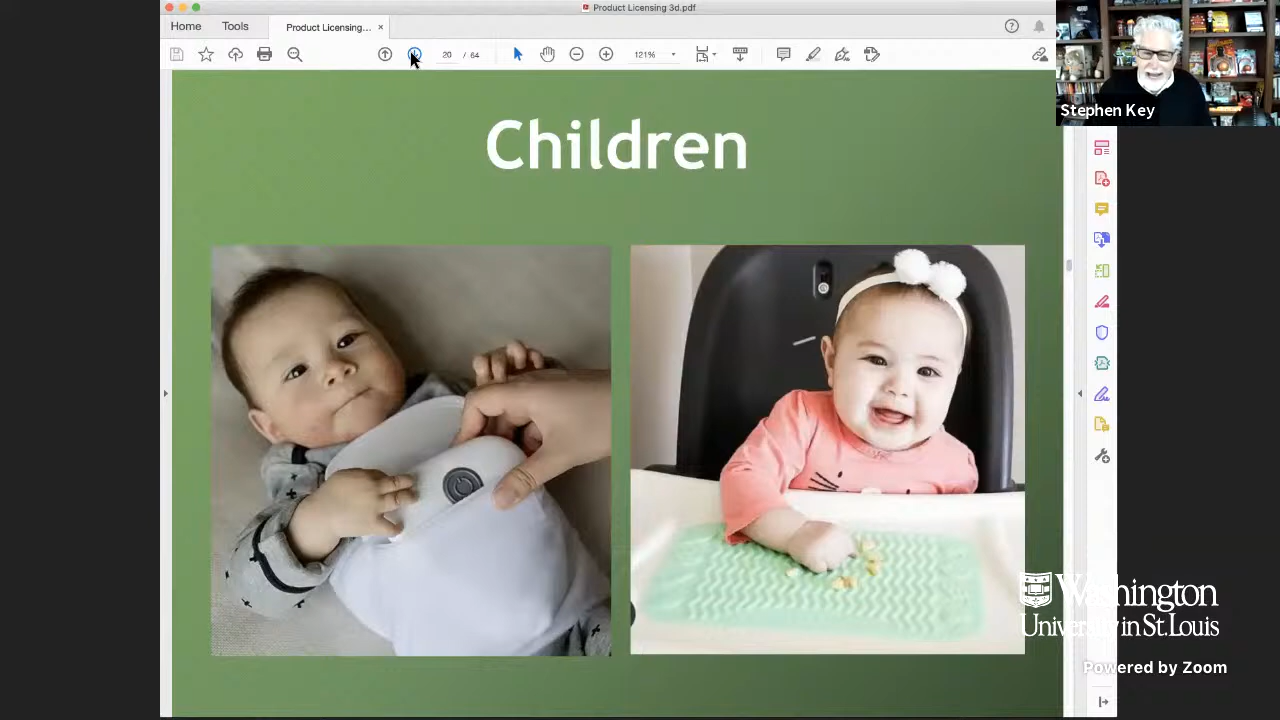 Product Licensing 3d.pdf
Home
Tools
Product Licensing...
×
20 / 64
121%
Stephen Key
Children
Washington
University in St. Louis
Powered by Zoom